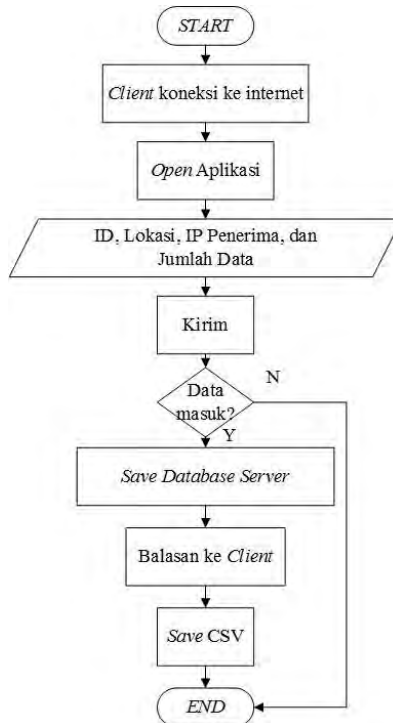 START
Client koneksi ke internet
Open Aplikasi
ID, Lokasi, IP Penerima, dan
Jumlah Data
Kirim
Data
masuk?
N
Y
Save Database Server
Balasan ke Client
Save CSV
END